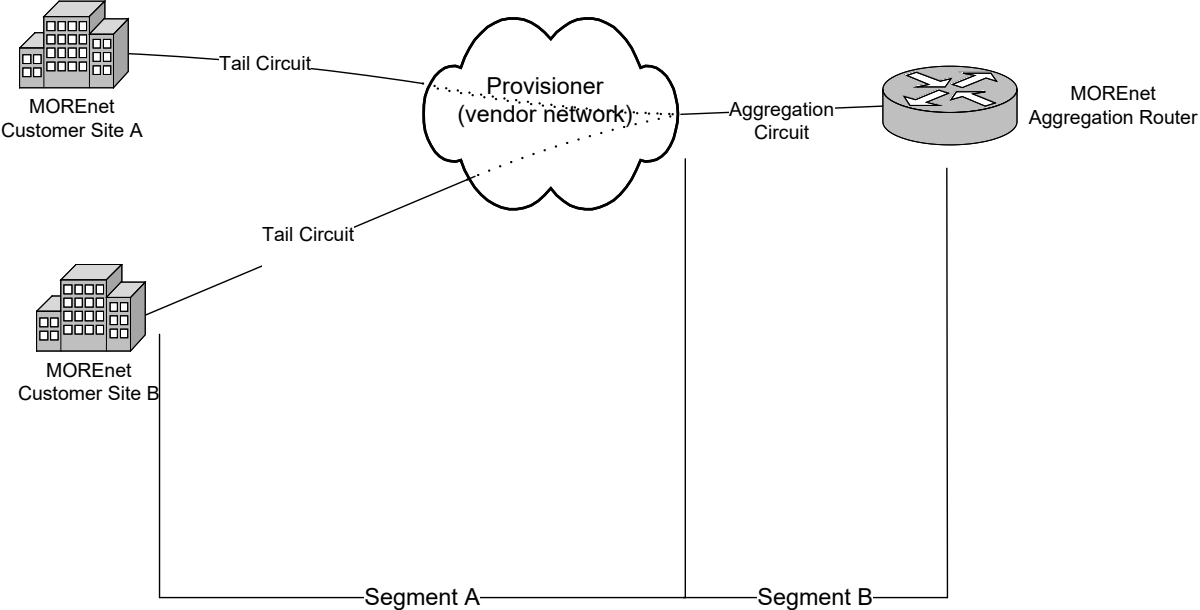 MOREnet
Customer Site A
Tail Circuit
Provisioner
(vendor network)
Aggregation
Circuit
MOREnet
Aggregation Router
Tail Circuit
MOREnet
Customer Site B
Segment A
Segment B